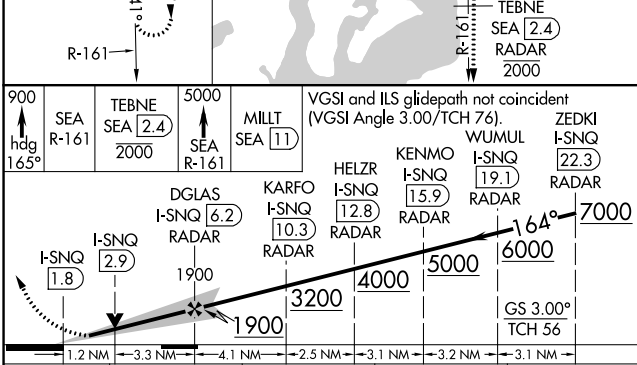 41°
R-161
R-161
TEBNE
SEA 2.4
RADAR
2000
900
hdg
165°
SEA
R-161
TEBNE
SEA 2.4
2000
5000
SEA
R-161
MILLT
SEA 11
VGSI and ILS glidepath not coincident
(VGSI Angle 3.00/TCH 76).
ZEDKI
I-SNQ
22.3
RADAR
WUMUL
I-SNQ
19.1
RADAR
KENMO
I-SNQ
15.9
RADAR
HELZR
I-SNQ
12.8
RADAR
KARFO
I-SNQ
10.3
RADAR
DGLAS
I-SNQ 6.2
RADAR
I-SNQ
2.9
I-SNQ
1.8
1900
164°
7000
6000
5000
4000
3200
1900
GS 3.00°
TCH 56
1.2 NM
3.3 NM
4.1 NM
2.5 NM
3.1 NM
3.2 NM
3.1 NM